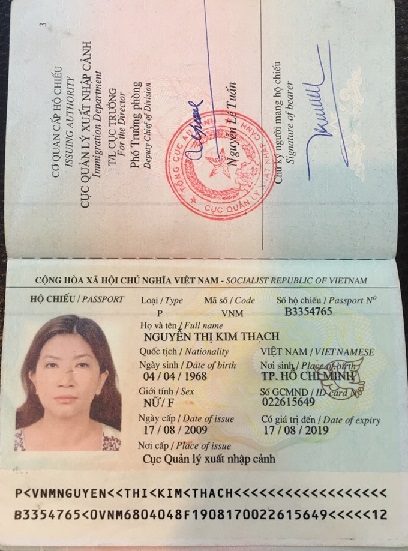 3
CƠ QUAN CẤP HỘ CHIẾU
ISSUING AUTHORITY
CỤC QUẢN LÝ XUẤT NHẬP CẢNH
Immigration Department
T/L CỤC TRƯỞNG
For the Director
Phó Trưởng phòng
Deputy Chief of Division
Nguyễn Lê Tuấn
Chữ ký người mang hộ chiếu
Signature of bearer
CỘNG HÒA XÃ HỘI CHỦ NGHĨA VIỆT NAM - SOCIALIST REPUBLIC OF VIETNAM
HỘ CHIẾU / PASSPORT Loại / Type Mã số / Code Số hộ chiếu / Passport Nº
P VNM B3354765
Họ và tên / Full name
NGUYỄN THỊ KIM THẠCH
Quốc tịch / Nationality VIỆT NAM / VIETNAMESE
Ngày sinh / Date of birth Nơi sinh / Place of birth
04 / 04 / 1968 TP. HỒ CHÍ MINH
Giới tính / Sex Số GCMND / ID card Nº
NỮ / F 022615649
Ngày cấp / Date of issue Có giá trị đến / Date of expiry
17 / 08 / 2009 17 / 08 / 2019
Nơi cấp / Place of issue
Cục Quản lý xuất nhập cảnh
P<VNMNGUYEN<<THI<KIM<THACH<<<<<<<<<<<<<<<<<<
B3354765<0VNM6804048F1908170022615649<<<<<12